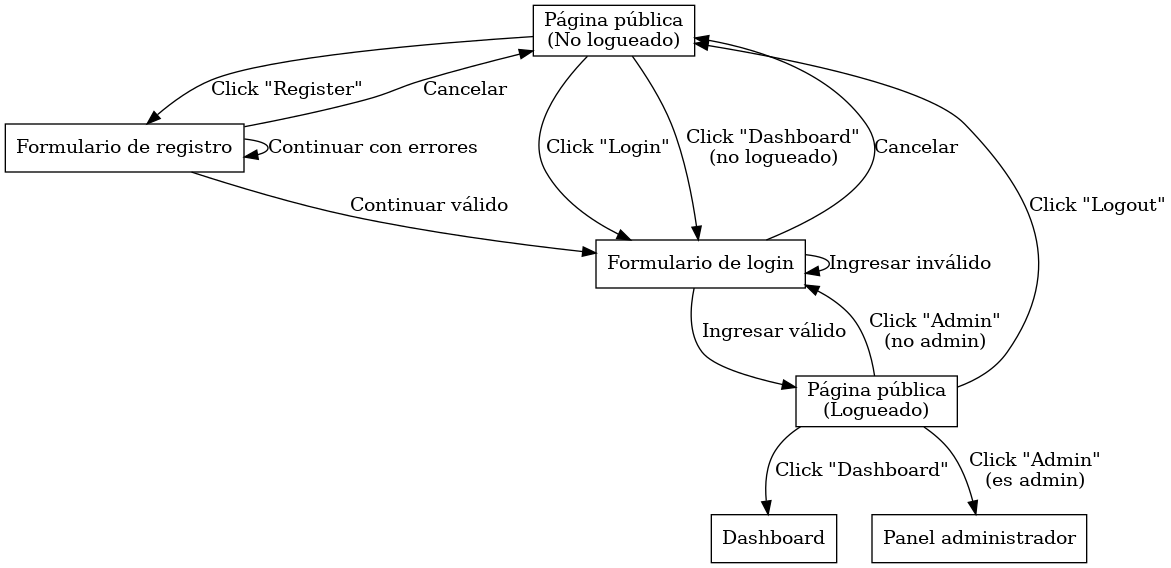 Página pública
(No logueado)
Click "Register"
Cancelar
Formulario de registro
Continuar con errores
Click "Login"
Click "Dashboard"
(no logueado)
Cancelar
Continuar válido
Click "Logout"
Formulario de login
Ingresar inválido
Ingresar válido
Click "Admin"
(no admin)
Página pública
(Logueado)
Click "Dashboard"
Click "Admin"
(es admin)
Dashboard
Panel administrador